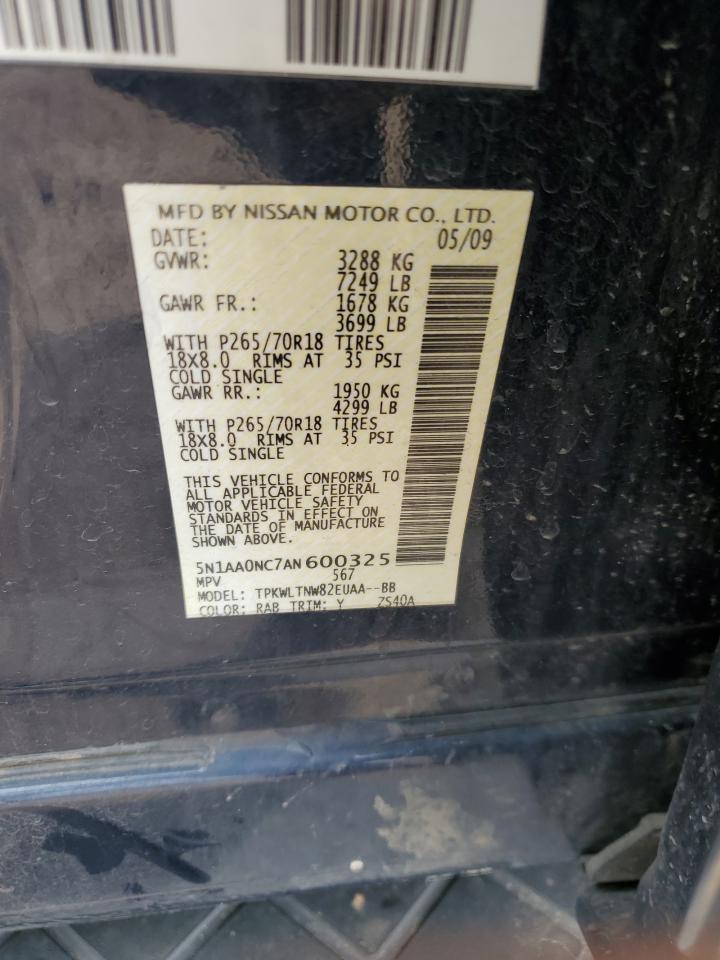 MFD BY NISSAN MOTOR CO., LTD.
DATE: 05/09
GVWR: 3288 KG
7249 LB
GAWR FR.: 1678 KG
3699 LB
WITH P265/70R18 TIRES
18X8.0 RIMS AT 35 PSI
COLD SINGLE
GAWR RR.: 1950 KG
4299 LB
WITH P265/70R18 TIRES
18X8.0 RIMS AT 35 PSI
COLD SINGLE
THIS VEHICLE CONFORMS TO
ALL APPLICABLE FEDERAL
MOTOR VEHICLE SAFETY
STANDARDS IN EFFECT ON
THE DATE OF MANUFACTURE
SHOWN ABOVE.
5N1AA0NC7AN600325
MPV 567
MODEL: TPKWLTNW82EUAA--BB
COLOR: RAB TRIM: Y ZS40A